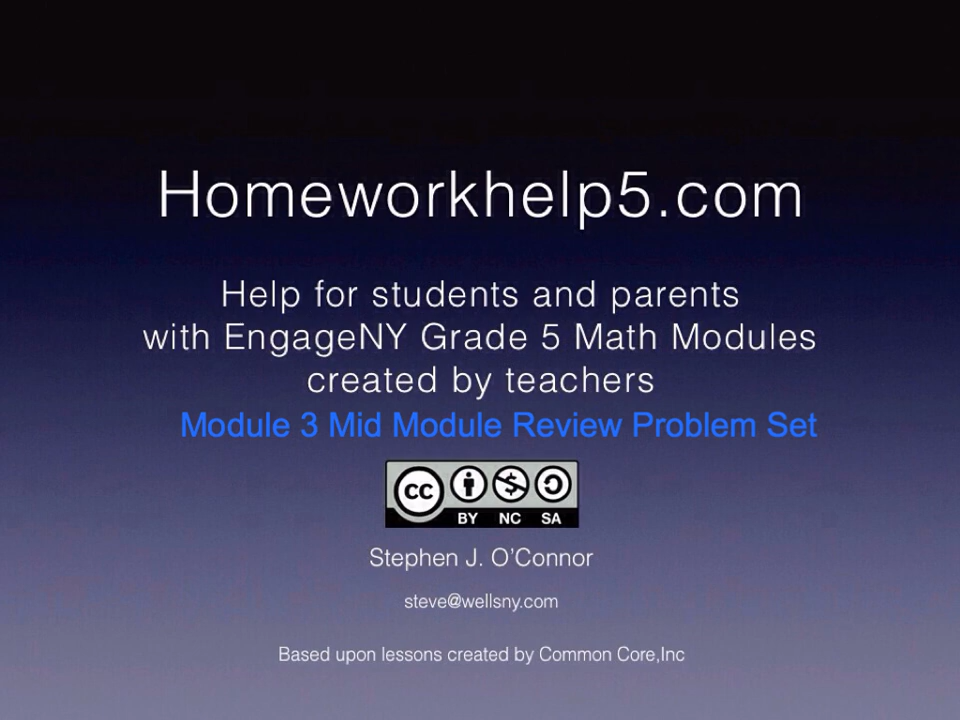 Homeworkhelp5.com
Help for students and parents
with EngageNY Grade 5 Math Modules
created by teachers
Module 3 Mid Module Review Problem Set
cc
BY NC SA
Stephen J. O'Connor
steve@wellsny.com
Based upon lessons created by Common Core,Inc